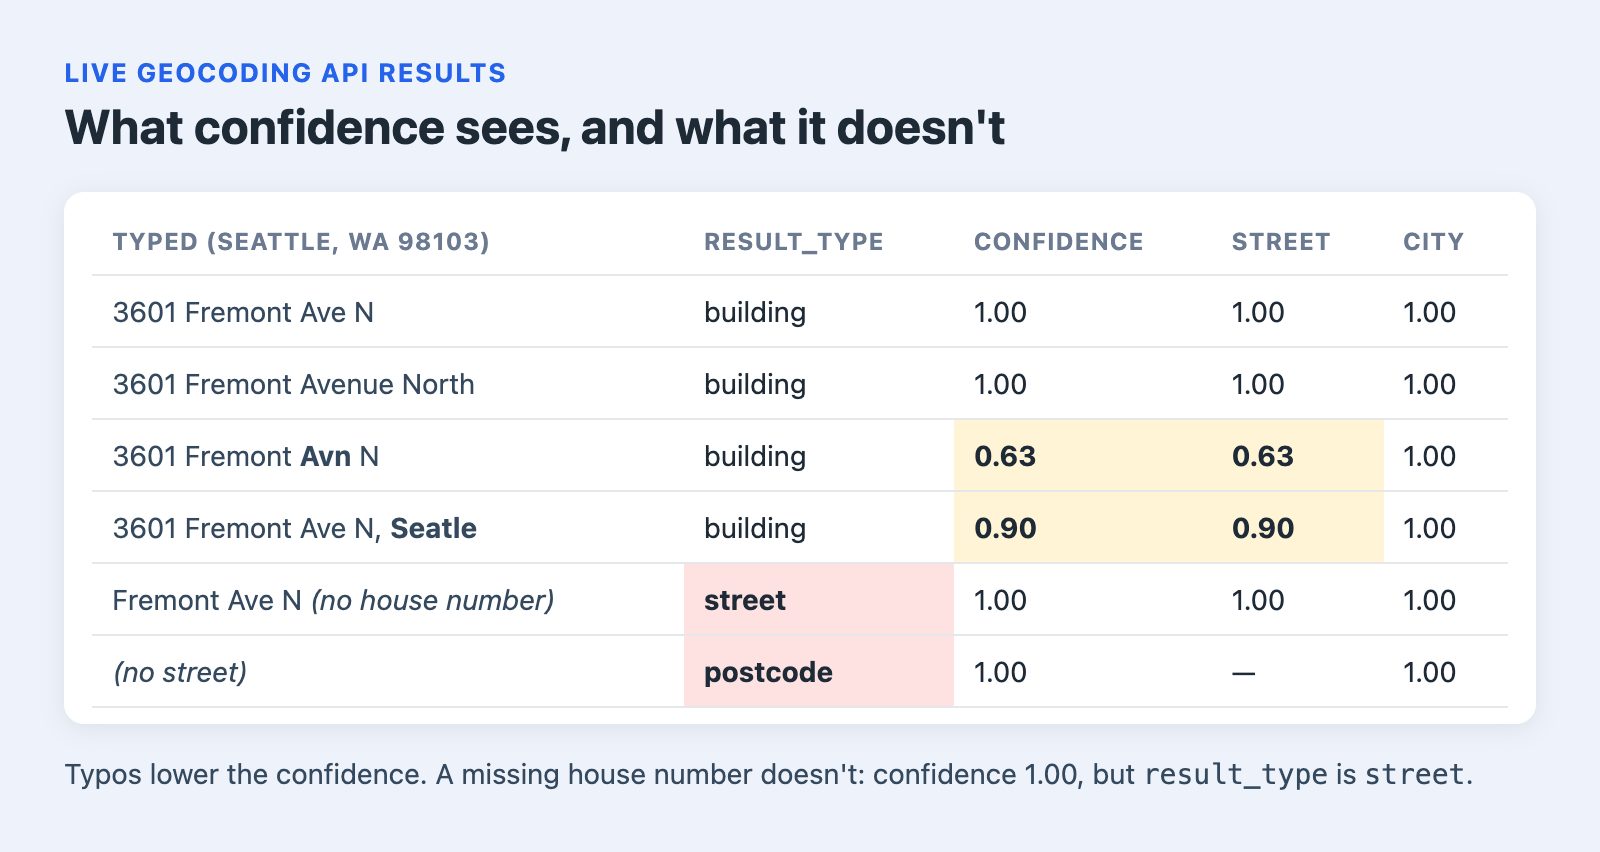 LIVE GEOCODING API RESULTS
What confidence sees, and what it doesn't
TYPED (SEATTLE, WA 98103) RESULT_TYPE CONFIDENCE STREET CITY
3601 Fremont Ave N building 1.00 1.00 1.00
3601 Fremont Avenue North building 1.00 1.00 1.00
3601 Fremont Avn N building 0.63 0.63 1.00
3601 Fremont Ave N, Seatle building 0.90 0.90 1.00
Fremont Ave N (no house number) street 1.00 1.00 1.00
(no street) postcode 1.00 — 1.00
Typos lower the confidence. A missing house number doesn't: confidence 1.00, but result_type is street.